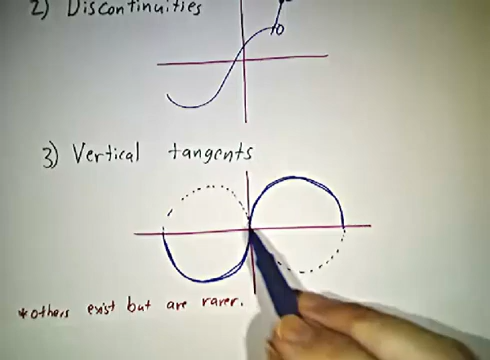 2) Discontinuities
3) Vertical tangents
*others exist but are rarer.